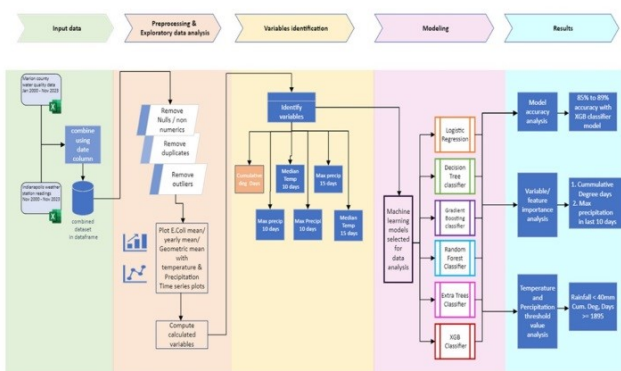 Input data
Preprocessing &
Exploratory data analysis
Variables identification
Modeling
Results
Marion county
water quality data
Jan 2005 - Nov 2023
combine
using
date
column
Indianapolis weather
station readings
Nov 2005 - Nov 2023
combined
dataset
in dataframe
Remove
Nulls / non
numerics
Remove
duplicates
Remove
outliers
Plot E.Coli mean/
yearly mean/
Geometric mean
with
temperature &
Precipitation
Time series plots
Compute
calculated
variables
Identify
variables
Cumulative
deg Days
Median
Temp
10 days
Max precip
15 days
Max precip
10 days
Max Precip
10 days
Median
Temp
15 days
Machine
learning
models
selected
for
data
analysis
Logistic
Regression
Decision
Tree
classifier
Gradient
Boosting
classifier
Random
Forest
Classifier
Extra Trees
Classifier
XGB
Classifier
Model
accuracy
analysis
85% to 89%
accuracy with
XGB classifier
model
Variable/
feature
importance
analysis
1. Cummulative
Degree days
2. Max
precipitation
in last 10 days
Temperature
and
Percipitation
threshold
value
analysis
Rainfall < 40mm
Cum. Deg, Days
>= 1895